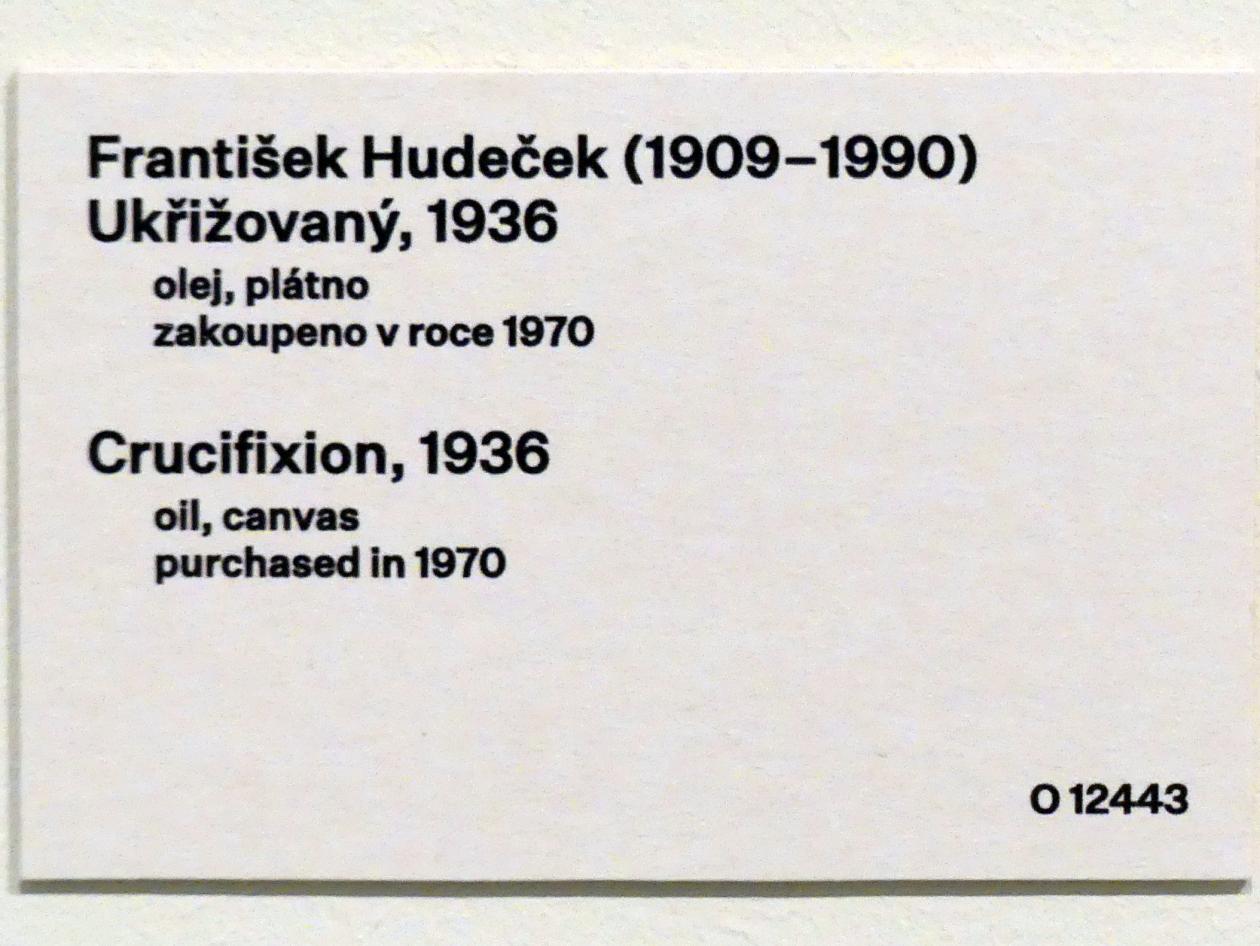 František Hudeček (1909–1990)
Ukřižovaný, 1936
olej, plátno
zakoupeno v roce 1970
Crucifixion, 1936
oil, canvas
purchased in 1970
O 12443